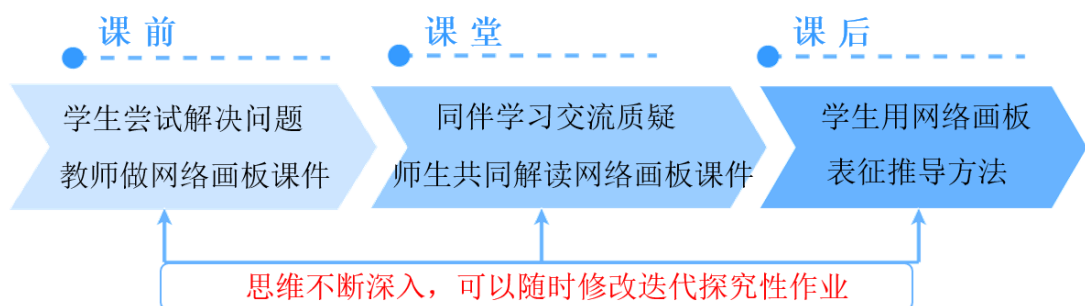 课前
课堂
课后
学生尝试解决问题
教师做网络画板课件
同伴学习交流质疑
师生共同解读网络画板课件
学生用网络画板
表征推导方法
思维不断深入，可以随时修改迭代探究性作业